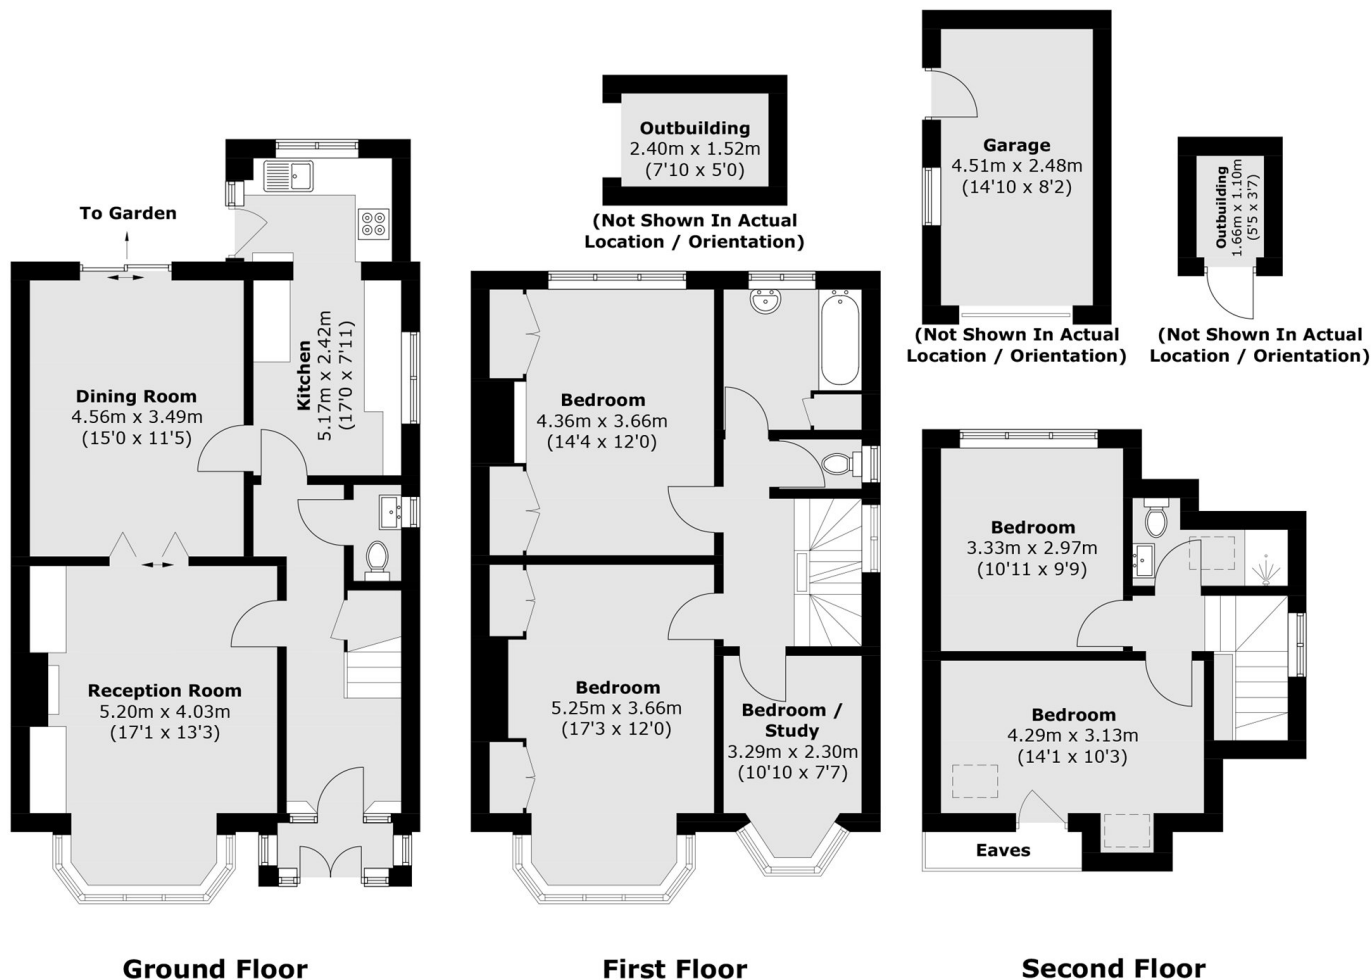 To Garden
Dining Room
4.56m x 3.49m
(15'0 x 11'5)
Kitchen
5.17m x 2.42m
(17'0 x 7'11)
Reception Room
5.20m x 4.03m
(17'1 x 13'3)
Ground Floor
Outbuilding
2.40m x 1.52m
(7'10 x 5'0)
(Not Shown In Actual
Location / Orientation)
Bedroom
4.36m x 3.66m
(14'4 x 12'0)
Bedroom
5.25m x 3.66m
(17'3 x 12'0)
Bedroom /
Study
3.29m x 2.30m
(10'10 x 7'7)
First Floor
Garage
4.51m x 2.48m
(14'10 x 8'2)
(Not Shown In Actual
Location / Orientation)
Outbuilding
1.66m x 1.10m
(5'5 x 3'7)
(Not Shown In Actual
Location / Orientation)
Bedroom
3.33m x 2.97m
(10'11 x 9'9)
Bedroom
4.29m x 3.13m
(14'1 x 10'3)
Eaves
Second Floor